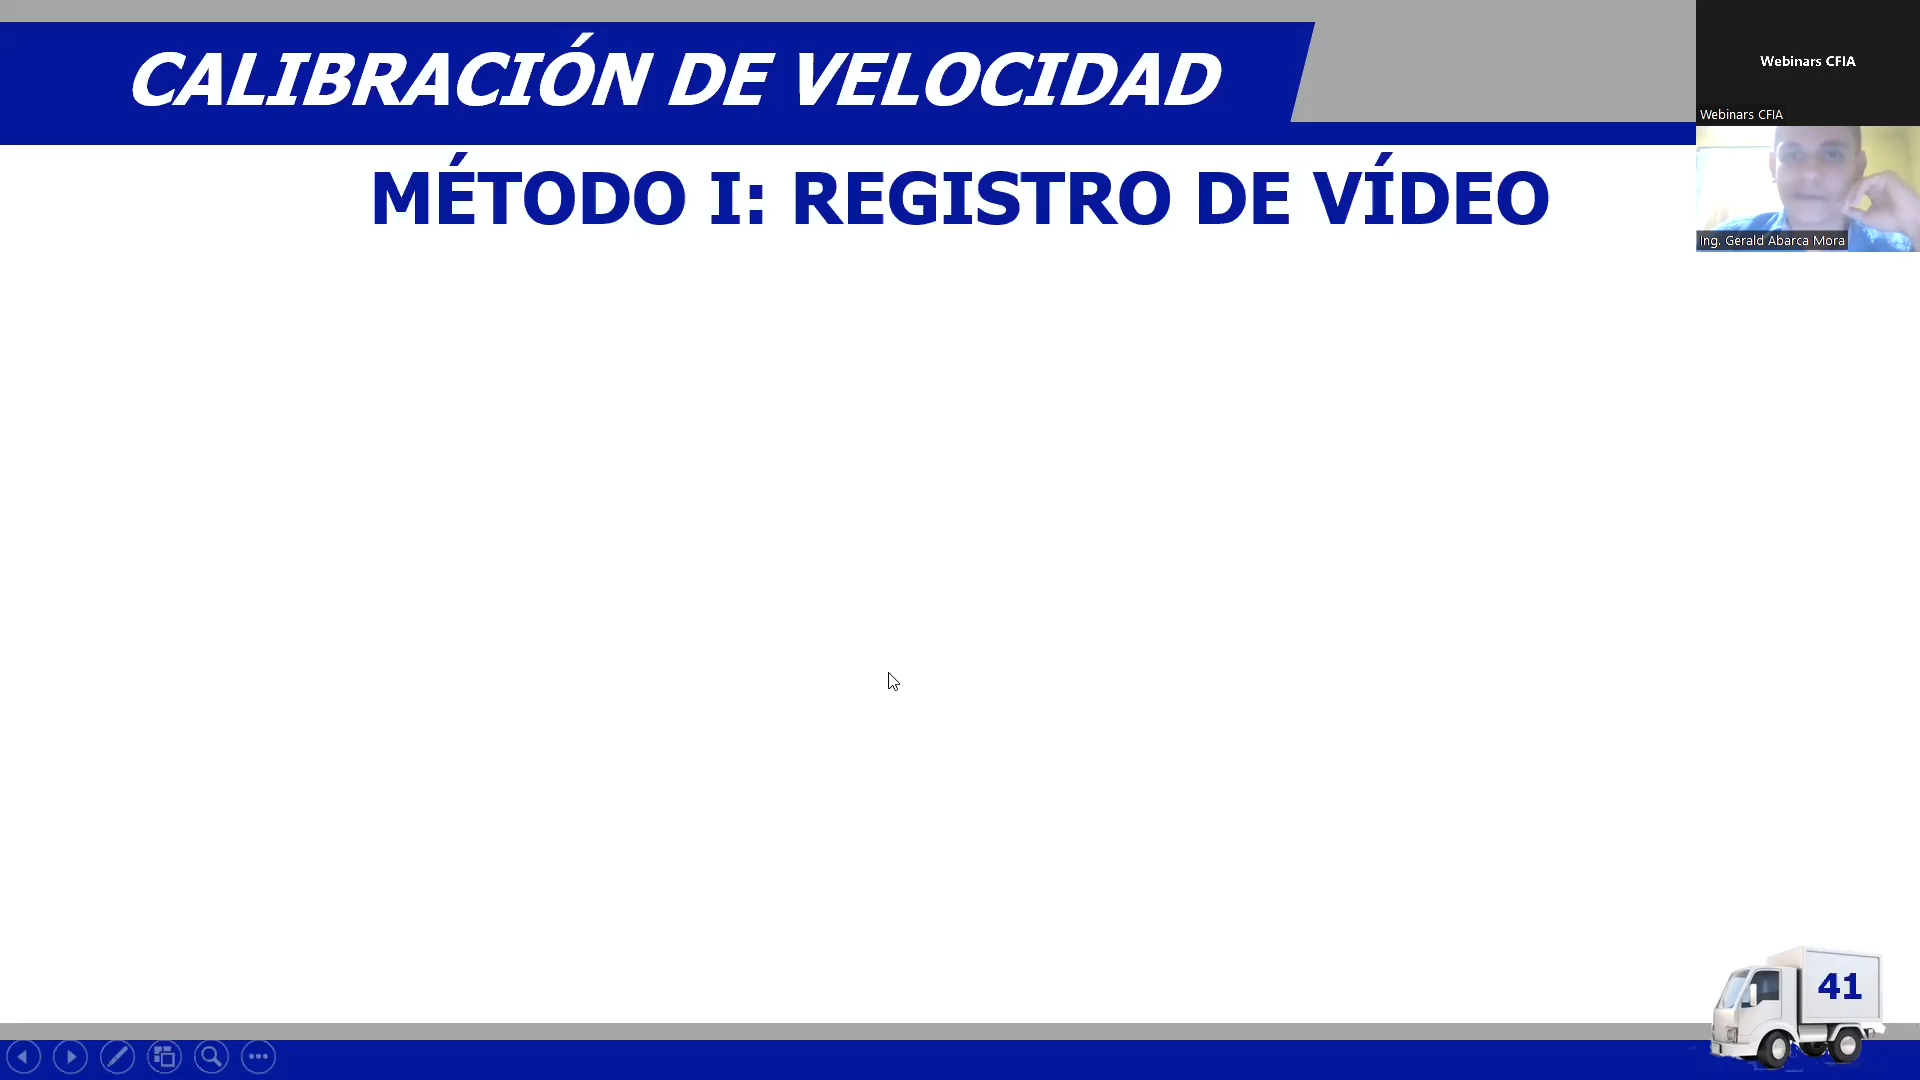 CALIBRACIÓN DE VELOCIDAD
MÉTODO I: REGISTRO DE VÍDEO
Webinars CFIA
Webinars CFIA
Ing. Gerald Abarca Mora
41